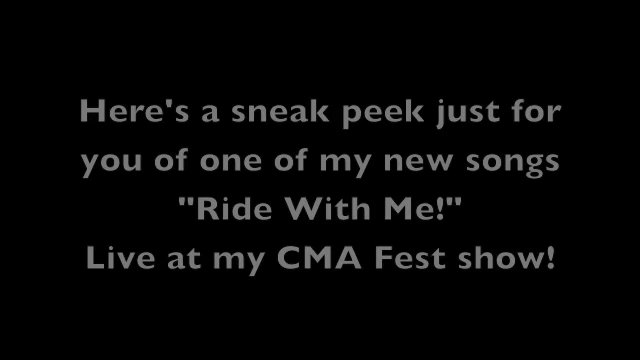 Here's a sneak peek just for
you of one of my new songs
"Ride With Me!"
Live at my CMA Fest show!